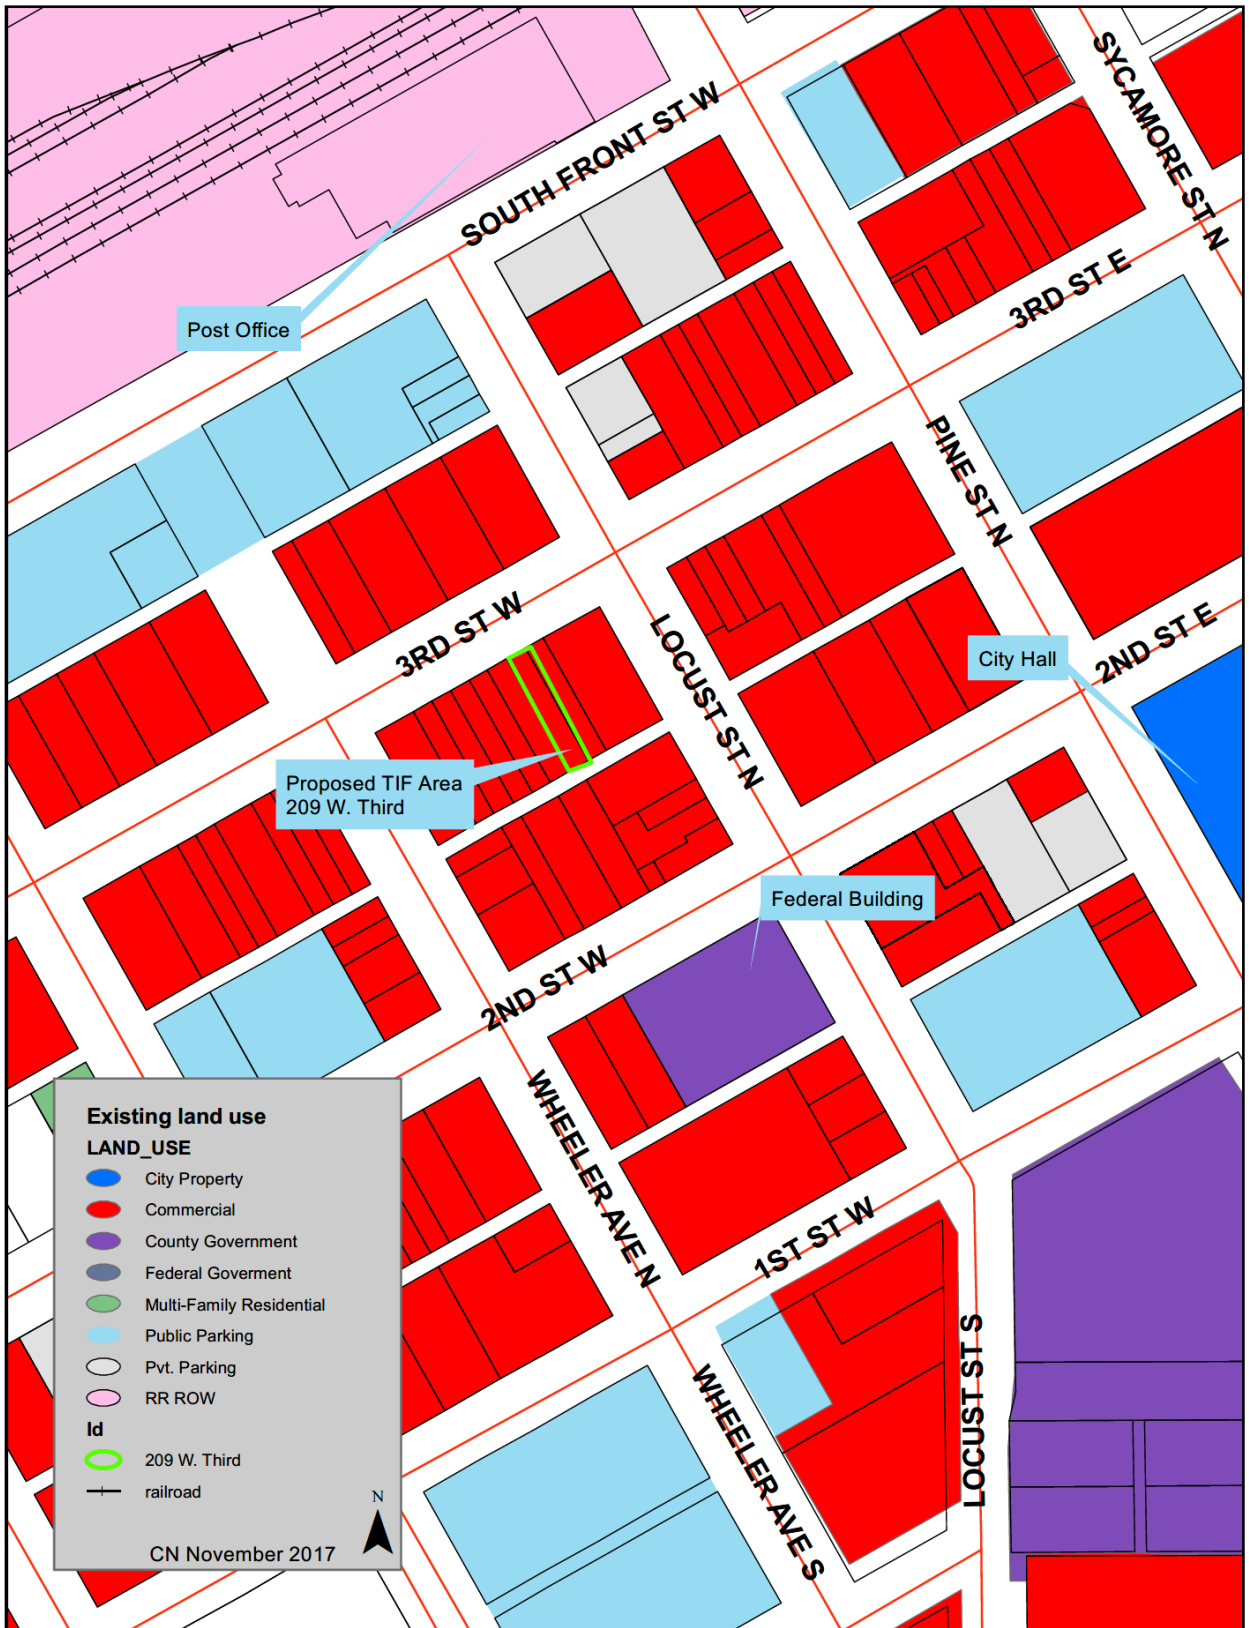 SYCAMORE ST N
SOUTH FRONT ST W
3RD ST E
Post Office
PINE ST N
3RD ST W
LOCUST ST N
2ND ST E
City Hall
Proposed TIF Area
209 W. Third
Federal Building
2ND ST W
WHEELER AVE N
1ST ST W
LOCUST ST S
WHEELER AVE S
Existing land use
LAND_USE
City Property
Commercial
County Government
Federal Goverment
Multi-Family Residential
Public Parking
Pvt. Parking
RR ROW
Id
209 W. Third
railroad
N
CN November 2017